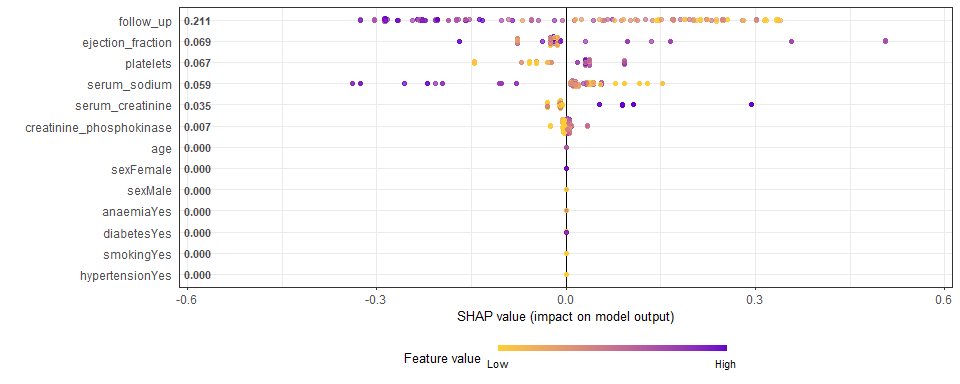 follow_up 0.211
ejection_fraction 0.069
platelets 0.067
serum_sodium 0.059
serum_creatinine 0.035
creatinine_phosphokinase 0.007
age 0.000
sexFemale 0.000
sexMale 0.000
anaemiaYes 0.000
diabetesYes 0.000
smokingYes 0.000
hypertensionYes 0.000
-0.6 -0.3 0.0 0.3 0.6
SHAP value (impact on model output)
Feature value Low High